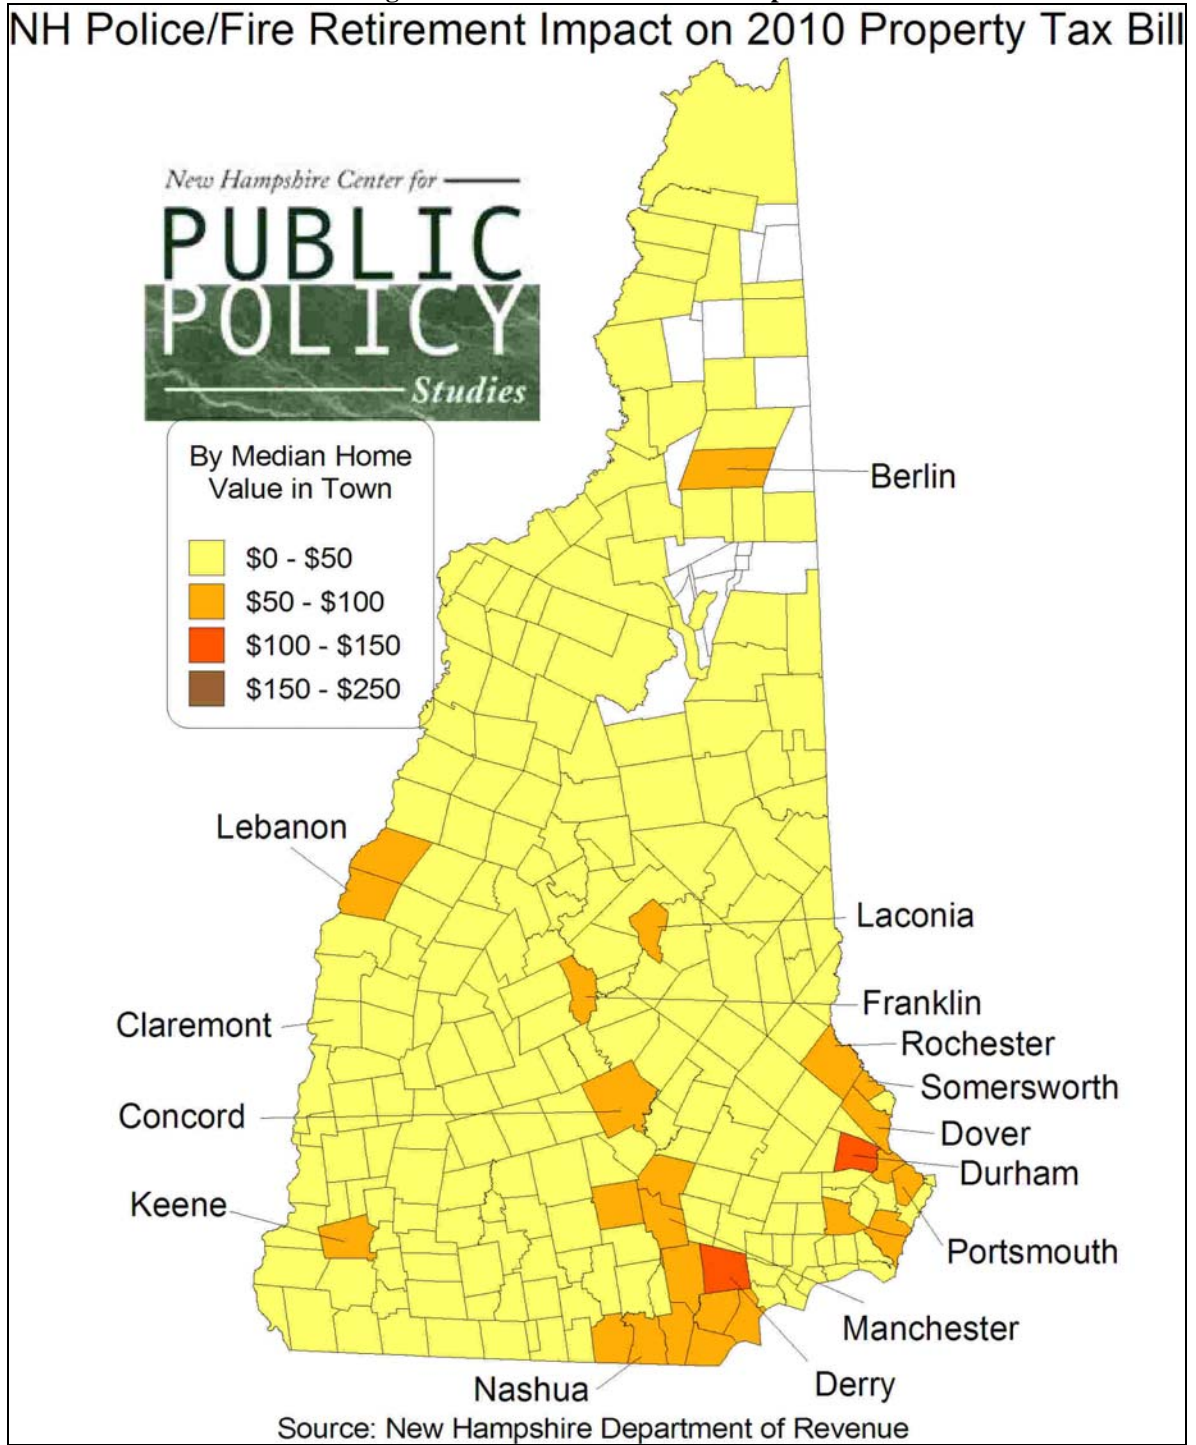 NH Police/Fire Retirement Impact on 2010 Property Tax Bill
New Hampshire Center for
PUBLIC
POLICY
Studies
By Median Home
Value in Town
$0 - $50
$50 - $100
$100 - $150
$150 - $250
Berlin
Lebanon
Laconia
Franklin
Claremont
Rochester
Somersworth
Concord
Dover
Durham
Keene
Portsmouth
Manchester
Derry
Nashua
Source: New Hampshire Department of Revenue